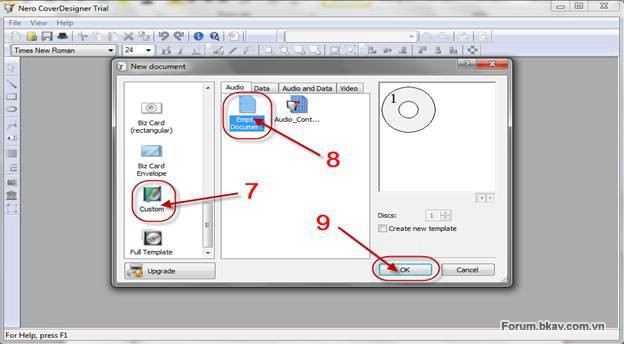 Nero CoverDesigner Trial
File View Help
Times New Roman 24
New document
Biz Card
(rectangular)
Biz Card
Envelope
Custom
Full Template
Upgrade
Audio Data Audio and Data Video
Document
Audio_Cont...
1
Discs: 1
Create new template
OK Cancel
7
8
9
For Help, press F1
Forum.bkav.com.vn